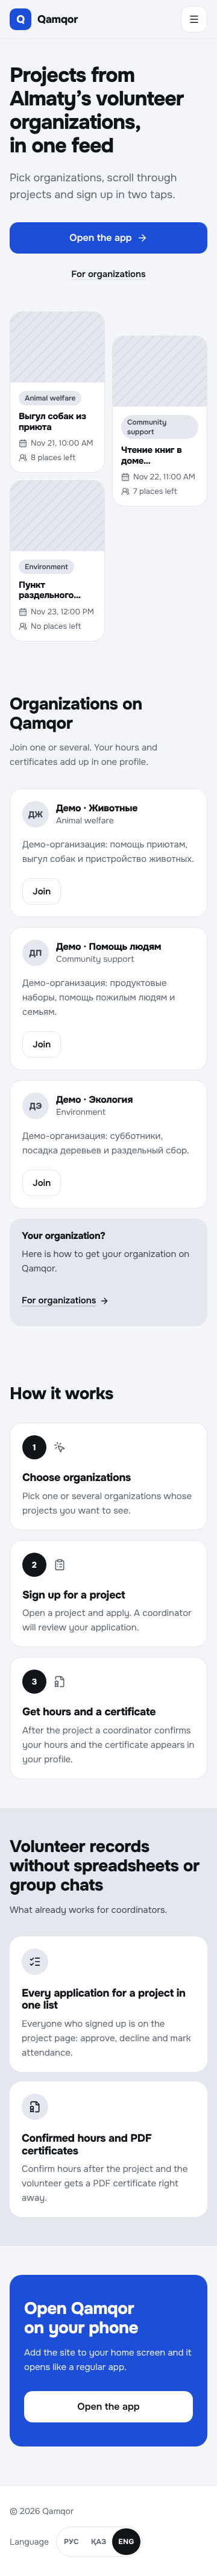 Q Qamqor
Projects from
Almaty’s volunteer
organizations,
in one feed
Pick organizations, scroll through
projects and sign up in two taps.
Open the app
For organizations
Animal welfare
Выгул собак из
приюта
Nov 21, 10:00 AM
8 places left
Community
support
Чтение книг в
доме...
Nov 22, 11:00 AM
7 places left
Environment
Пункт
раздельного...
Nov 23, 12:00 PM
No places left
Organizations on
Qamqor
Join one or several. Your hours and
certificates add up in one profile.
ДЖ
Демо · Животные
Animal welfare
Демо-организация: помощь приютам,
выгул собак и пристройство животных.
Join
ДП
Демо · Помощь людям
Community support
Демо-организация: продуктовые
наборы, помощь пожилым людям и
семьям.
Join
ДЭ
Демо · Экология
Environment
Демо-организация: субботники,
посадка деревьев и раздельный сбор.
Join
Your organization?
Here is how to get your organization on
Qamqor.
For organizations
How it works
1
Choose organizations
Pick one or several organizations whose
projects you want to see.
2
Sign up for a project
Open a project and apply. A coordinator
will review your application.
3
Get hours and a certificate
After the project a coordinator confirms
your hours and the certificate appears in
your profile.
Volunteer records
without spreadsheets or
group chats
What already works for coordinators.
Every application for a project in
one list
Everyone who signed up is on the
project page: approve, decline and mark
attendance.
Confirmed hours and PDF
certificates
Confirm hours after the project and the
volunteer gets a PDF certificate right
away.
Open Qamqor
on your phone
Add the site to your home screen and it
opens like a regular app.
Open the app
© 2026 Qamqor
Language РУС ҚАЗ ENG